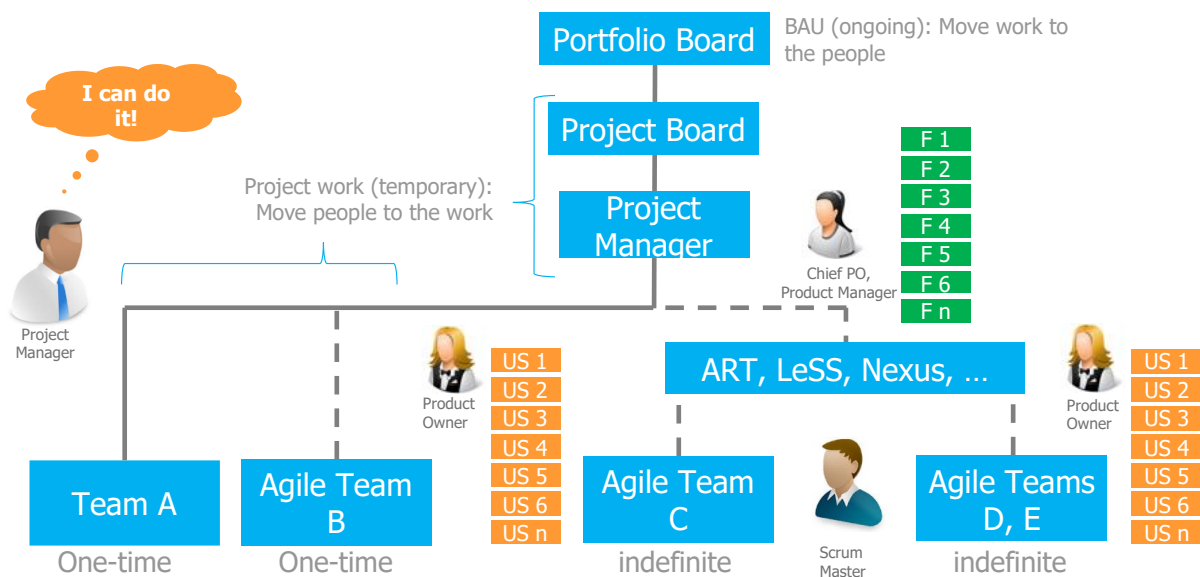 Portfolio Board
BAU (ongoing): Move work to
the people
I can do
it!
Project Board
F 1
F 2
F 3
F 4
F 5
F 6
F n
Project work (temporary):
Move people to the work
Project
Manager
Chief PO,
Product Manager
Project
Manager
Product
Owner
US 1
US 2
US 3
US 4
US 5
US 6
US n
ART, LeSS, Nexus, ...
Product
Owner
US 1
US 2
US 3
US 4
US 5
US 6
US n
Team A
Agile Team
B
Agile Team
C
Agile Teams
D, E
One-time
One-time
indefinite
Scrum
Master
indefinite